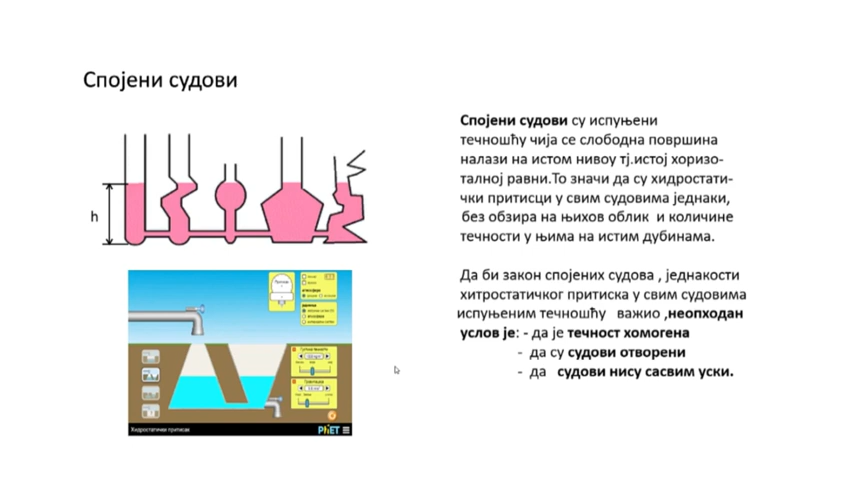 Спојени судови
h
Спојени судови су испуњени
течношћу чија се слободна површина
налази на истом нивоу тј.истој хоризо-
талној равни.То значи да су хидростати-
чки притисци у свим судовима једнаки,
без обзира на њихов облик и количине
течности у њима на истим дубинама.
Да би закон спојених судова , једнакости
хитростатичког притиска у свим судовима
испуњеним течношћу важио ,неопходан
услов је: - да је течност хомогена
- да су судови отворени
- да судови нису сасвим уски.
Хидростатички притисак
PhET